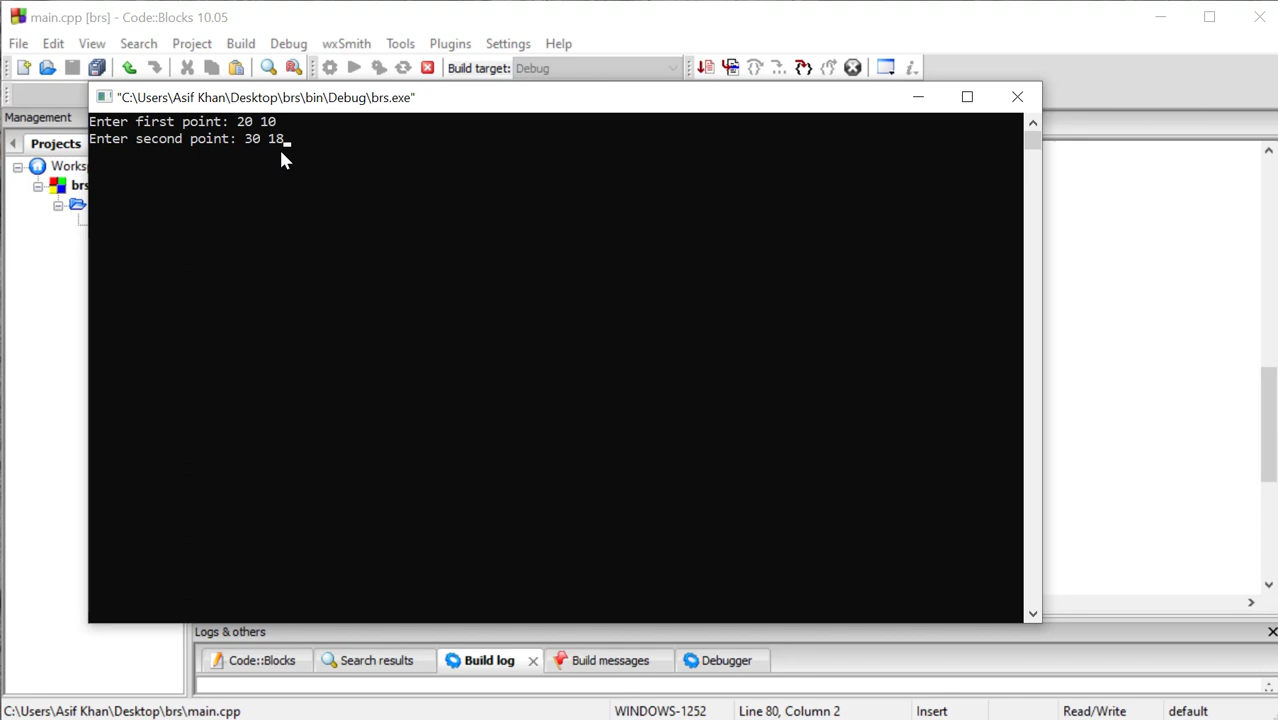 main.cpp [brs] - Code::Blocks 10.05
File Edit View Search Project Build Debug wxSmith Tools Plugins Settings Help
Build target: Debug
"C:\Users\Asif Khan\Desktop\brs\bin\Debug\brs.exe"
Management
Enter first point: 20 10
Enter second point: 30 18
Projects
Works
brs
Logs & others
Code::Blocks Search results Build log Build messages Debugger
C:\Users\Asif Khan\Desktop\brs\main.cpp WINDOWS-1252 Line 80, Column 2 Insert Read/Write default